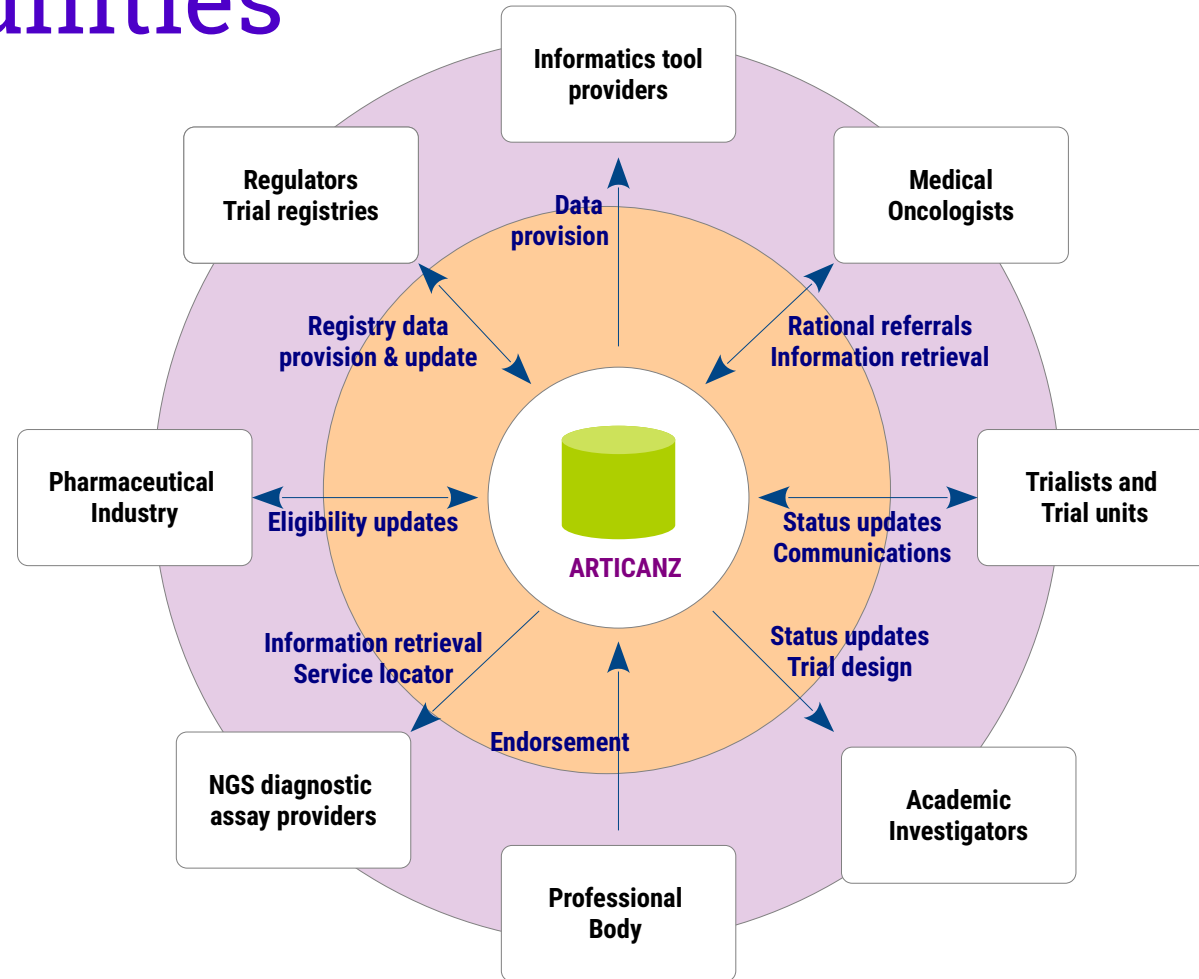 Informatics tool
providers
Regulators
Trial registries
Medical
Oncologists
Data
provision
Registry data
provision & update
Rational referrals
Information retrieval
Pharmaceutical
Industry
Eligibility updates
Trialists and
Trial units
Status updates
Communications
ARTICANZ
Information retrieval
Service locator
Status updates
Trial design
Endorsement
NGS diagnostic
assay providers
Academic
Investigators
Professional
Body